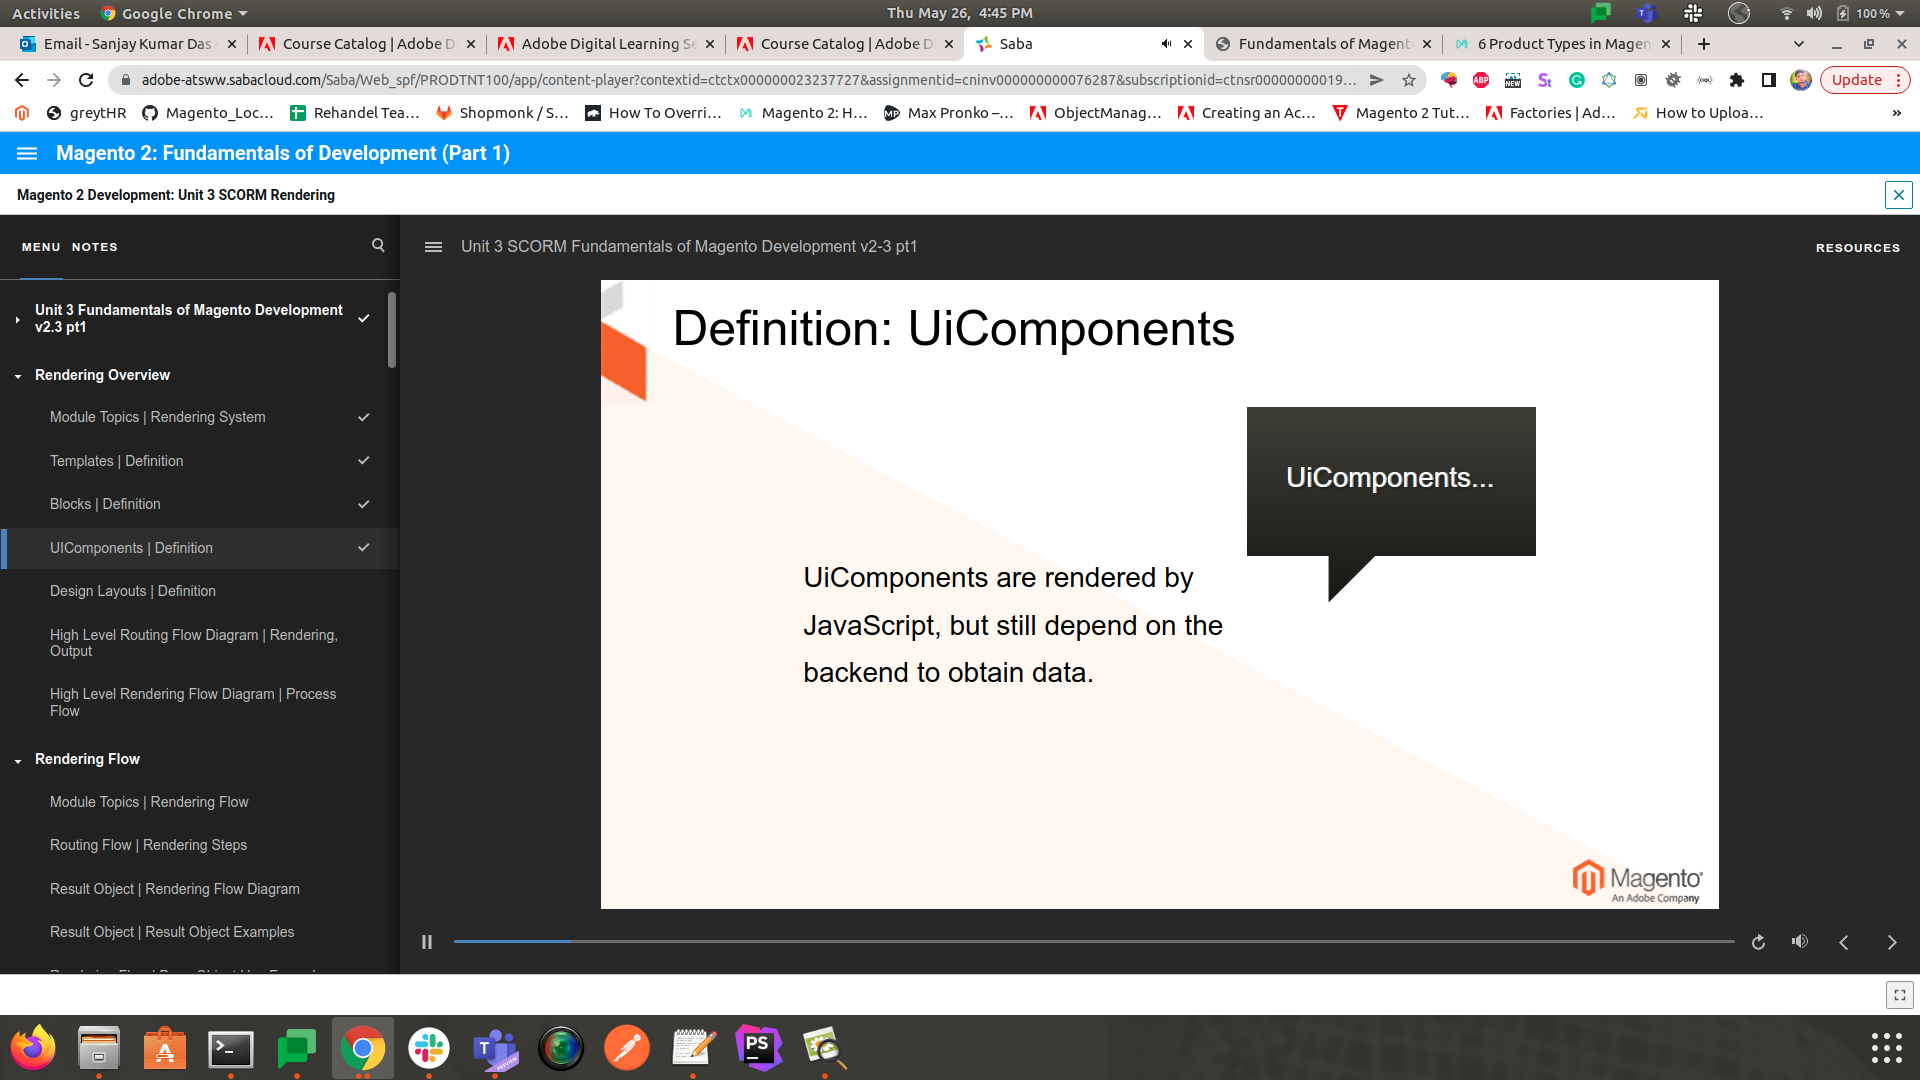 Activities Google Chrome Thu May 26, 4:45 PM 100 %
Email - Sanjay Kumar Das - Course Catalog | Adobe D Adobe Digital Learning Se Course Catalog | Adobe D Saba Fundamentals of Magent 6 Product Types in Magen
adobe-atsww.sabacloud.com/Saba/Web_spf/PRODTNT100/app/content-player?contextid=ctctx000000023237727&assignmentid=cninv000000000076287&subscriptionid=ctnsr00000000019... ABP NEW Update
greyHR Magento_Loc... Rehandel Tea... Shopmonk / S... How To Overri... Magento 2: H... Max Pronko –... ObjectManag... Creating an Ac... Magento 2 Tut... Factories | Ad... How to Uploa... »
Magento 2: Fundamentals of Development (Part 1)
Magento 2 Development: Unit 3 SCORM Rendering
MENU NOTES
Unit 3 SCORM Fundamentals of Magento Development v2-3 pt1
RESOURCES
Unit 3 Fundamentals of Magento Development
v2.3 pt1
Rendering Overview
Module Topics | Rendering System
Templates | Definition
Blocks | Definition
UIComponents | Definition
Design Layouts | Definition
High Level Routing Flow Diagram | Rendering,
Output
High Level Rendering Flow Diagram | Process
Flow
Rendering Flow
Module Topics | Rendering Flow
Routing Flow | Rendering Steps
Result Object | Rendering Flow Diagram
Result Object | Result Object Examples
Definition: UiComponents
UiComponents...
UiComponents are rendered by
JavaScript, but still depend on the
backend to obtain data.
Magento
An Adobe Company